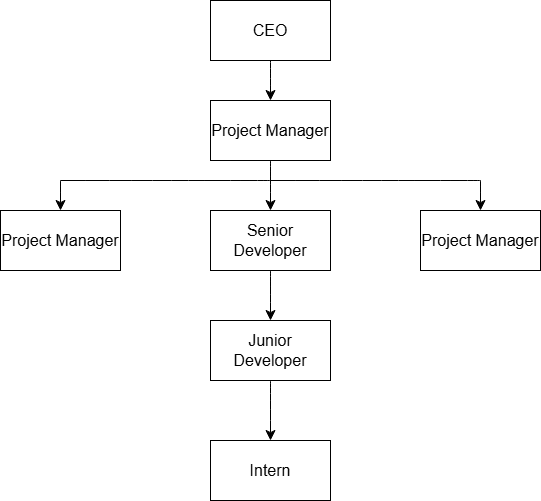 CEO
Project Manager
Project Manager
Senior
Developer
Project Manager
Junior
Developer
Intern